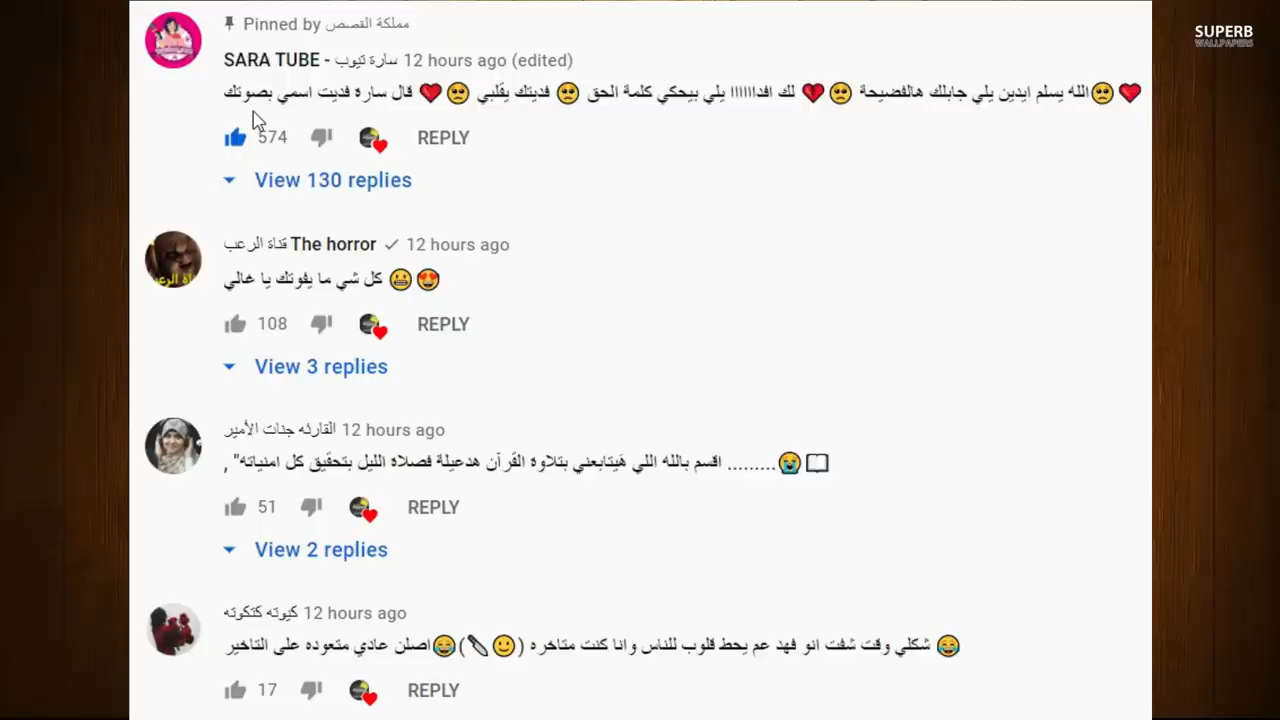 SUPERB
WALLPAPERS
Pinned by مملكة القصص
SARA TUBE - سارة تيوب 12 hours ago (edited)
❤️🥺الله يسلم ايدين يلي جابلك هالفضيحة 🥺💔 لك افداااااا يلي بيحكي كلمة الحق 🥺 فديتك يقلبي 🥺❤️ قال سارة فديت اسمي بصوتك
574 REPLY
View 130 replies
قناة الرعب The horror 12 hours ago
كل شي ما يفوتك يا غالي 😬😍
108 REPLY
View 3 replies
القارئه جنات الأمير 12 hours ago
, "اقسم بالله اللي هَيتابعني بتلاوة القرآن هدعيلة فصلاة الليل بتحقيق كل امنياته ......... 😭📖
51 REPLY
View 2 replies
كيوته كتكوته 12 hours ago
😂 شكلي وقت شفت انو فهد عم يحط قلوب للناس وانا كنت متاخره (🙂🔪)😂اصلن عادي متعوده على التاخير
17 REPLY